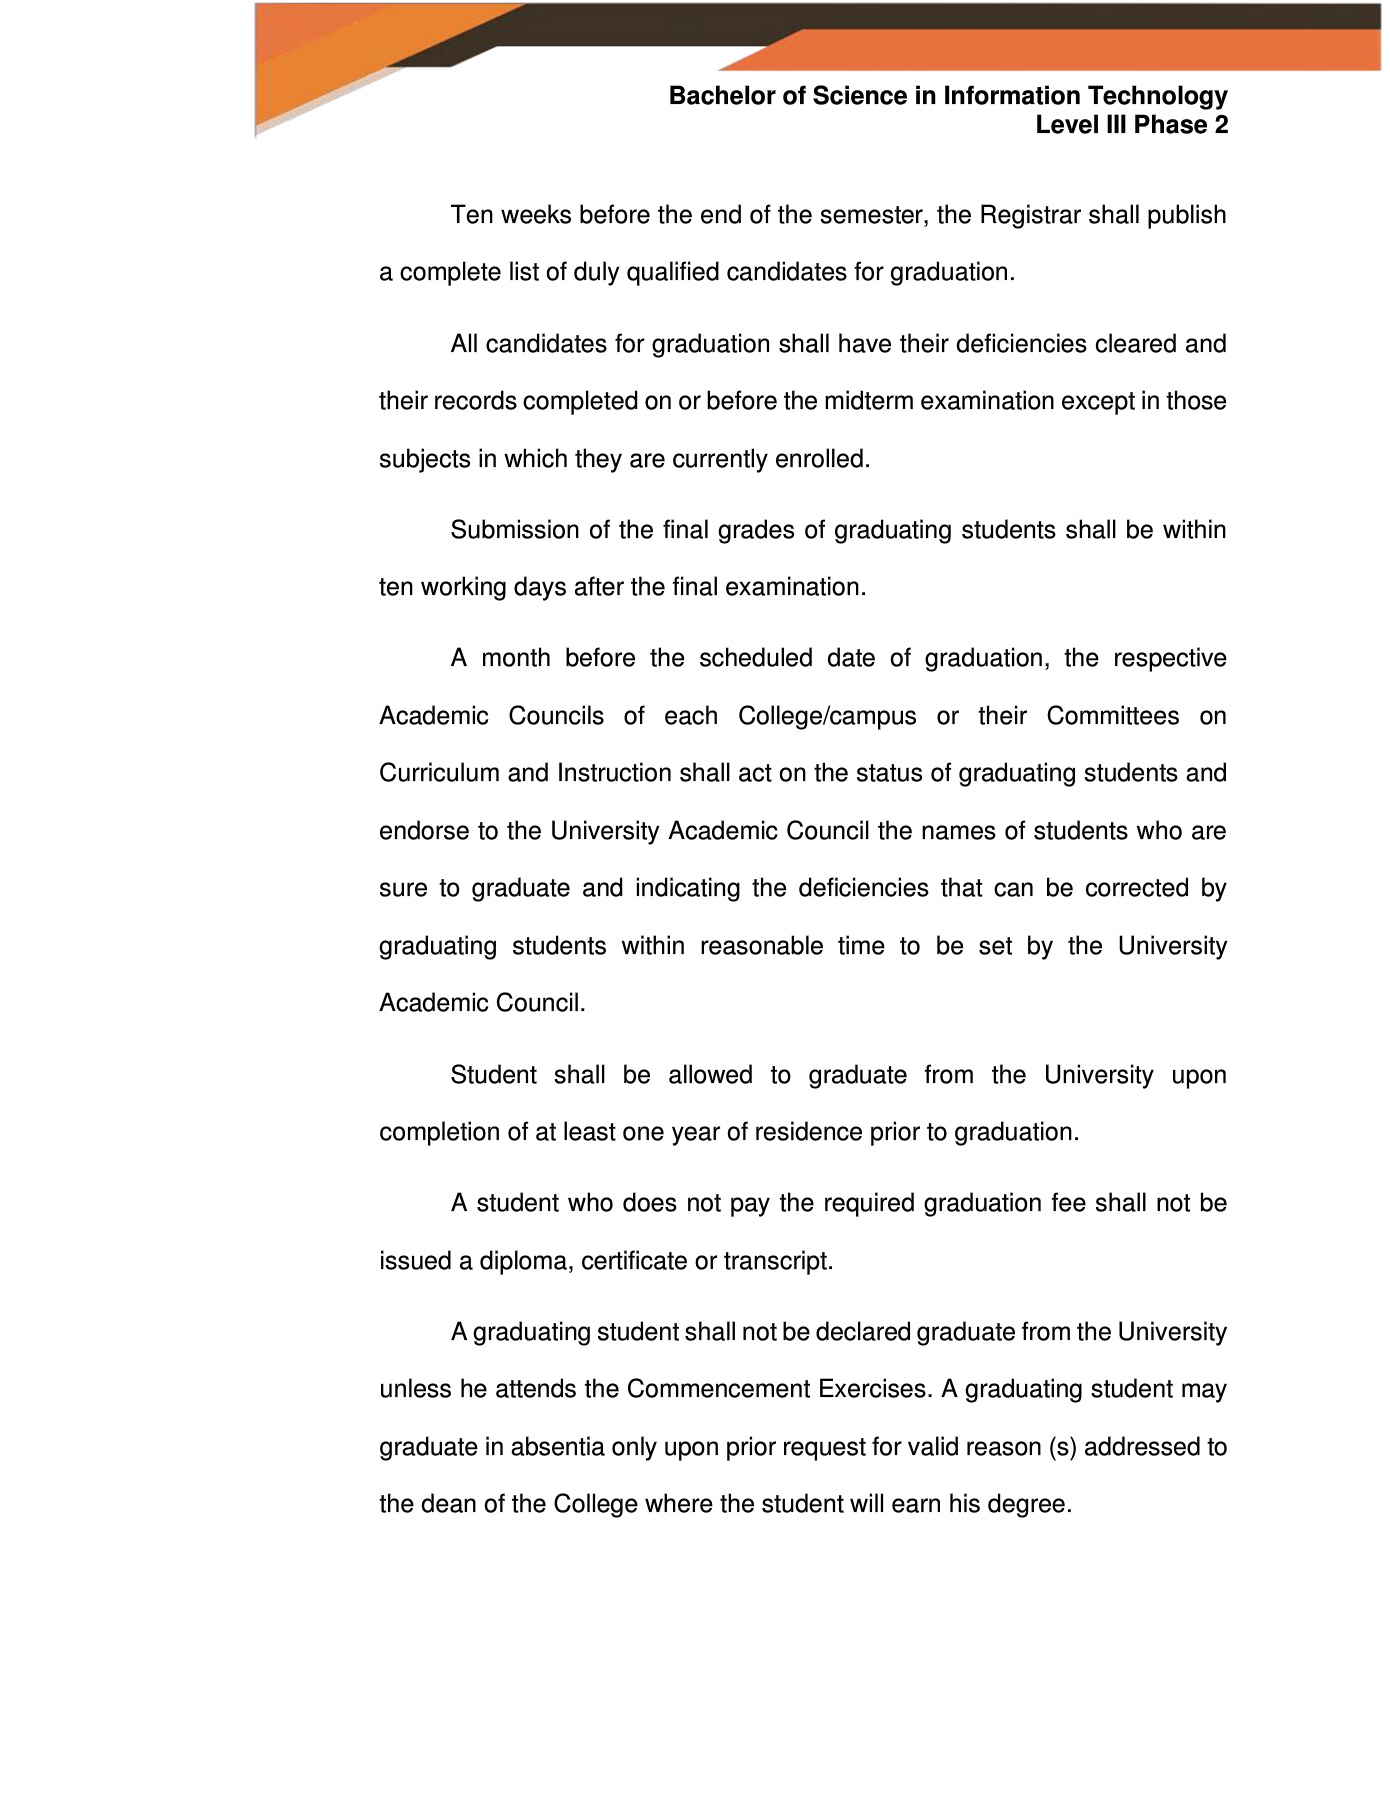 Bachelor of Science in Information Technology
Level III Phase 2
Ten weeks before the end of the semester, the Registrar shall publish
a complete list of duly qualified candidates for graduation.
All candidates for graduation shall have their deficiencies cleared and
their records completed on or before the midterm examination except in those
subjects in which they are currently enrolled.
Submission of the final grades of graduating students shall be within
ten working days after the final examination.
A month before the scheduled date of graduation, the respective
Academic Councils of each College/campus or their Committees on
Curriculum and Instruction shall act on the status of graduating students and
endorse to the University Academic Council the names of students who are
sure to graduate and indicating the deficiencies that can be corrected by
graduating students within reasonable time to be set by the University
Academic Council.
Student shall be allowed to graduate from the University upon
completion of at least one year of residence prior to graduation.
A student who does not pay the required graduation fee shall not be
issued a diploma, certificate or transcript.
A graduating student shall not be declared graduate from the University
unless he attends the Commencement Exercises. A graduating student may
graduate in absentia only upon prior request for valid reason (s) addressed to
the dean of the College where the student will earn his degree.